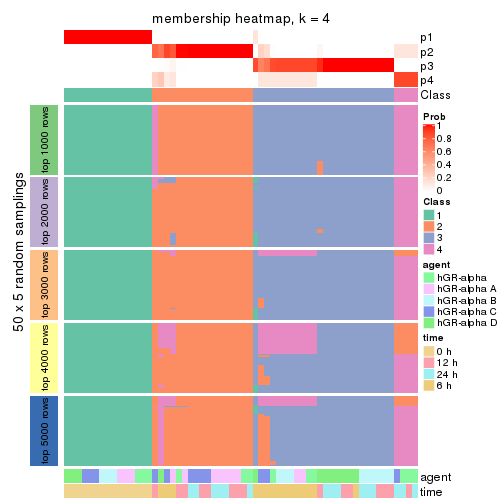 membership heatmap, k = 4
p1
p2
p3
p4
Class
50 x 5 random samplings
top 1000 rows
top 2000 rows
top 3000 rows
top 4000 rows
top 5000 rows
agent
time
Prob
1
0.8
0.6
0.4
0.2
0
Class
1
2
3
4
agent
hGR-alpha
hGR-alpha A
hGR-alpha B
hGR-alpha C
hGR-alpha D
time
0 h
12 h
24 h
6 h